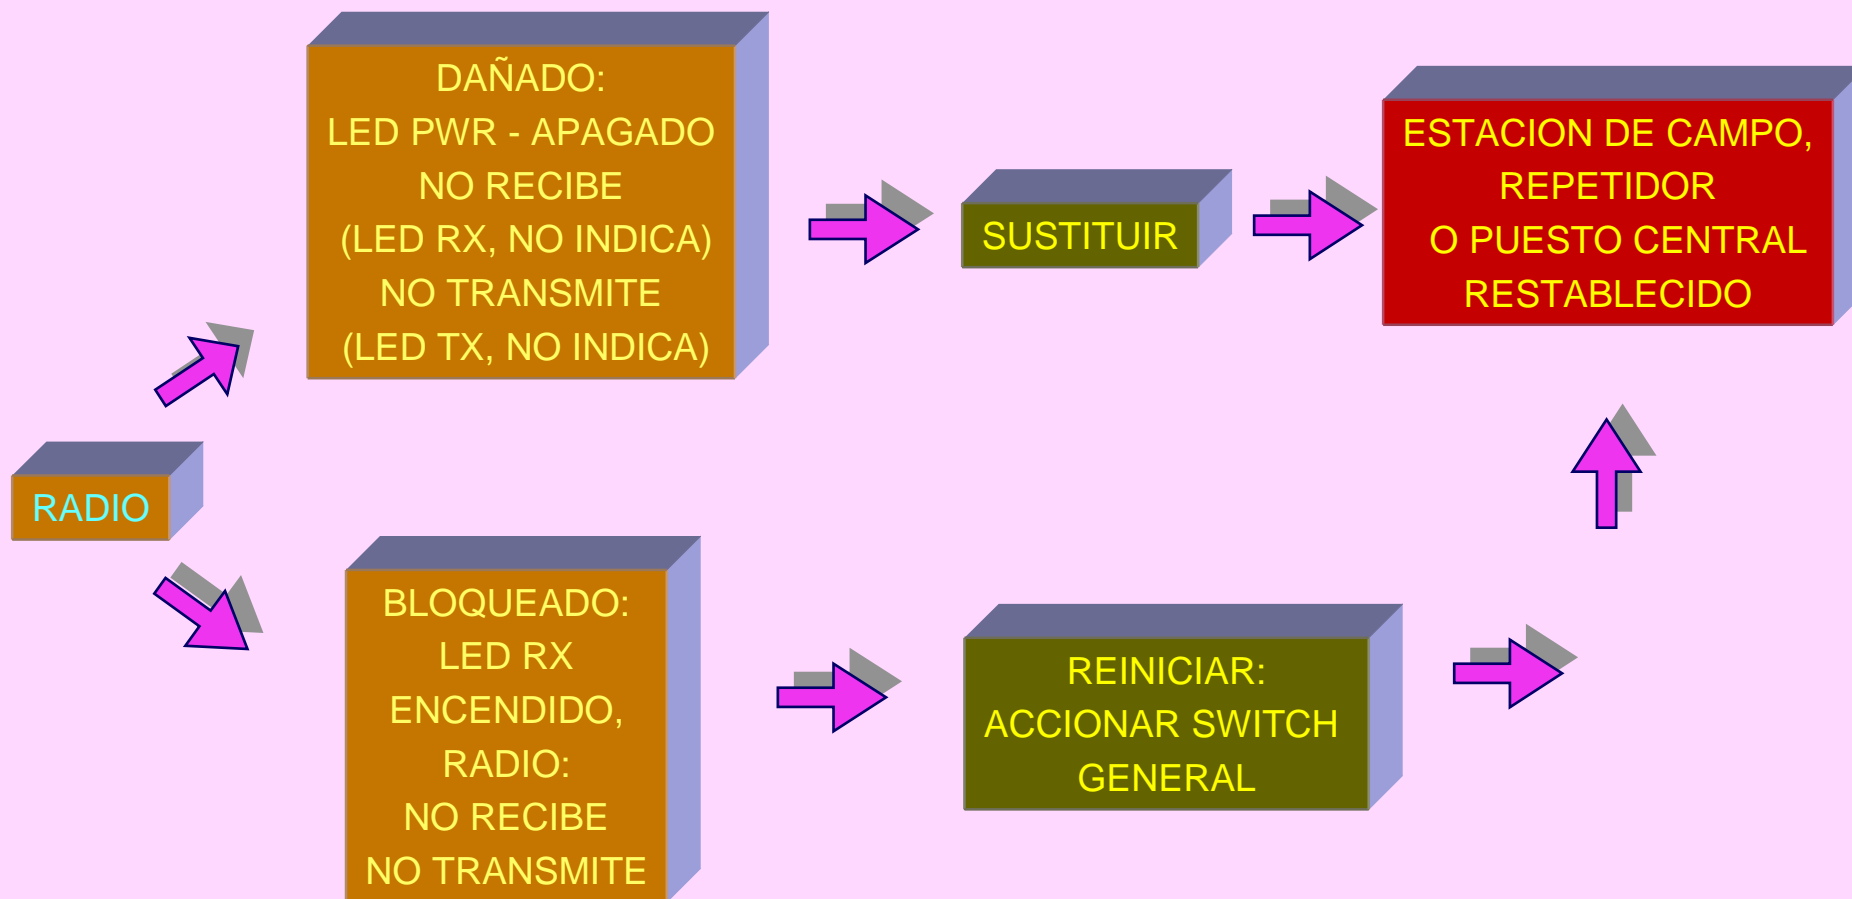 RADIO
DAÑADO:
LED PWR - APAGADO
NO RECIBE
(LED RX, NO INDICA)
NO TRANSMITE
(LED TX, NO INDICA)
SUSTITUIR
ESTACION DE CAMPO,
REPETIDOR
O PUESTO CENTRAL
RESTABLECIDO
BLOQUEADO:
LED RX
ENCENDIDO,
RADIO:
NO RECIBE
NO TRANSMITE
REINICIAR:
ACCIONAR SWITCH
GENERAL